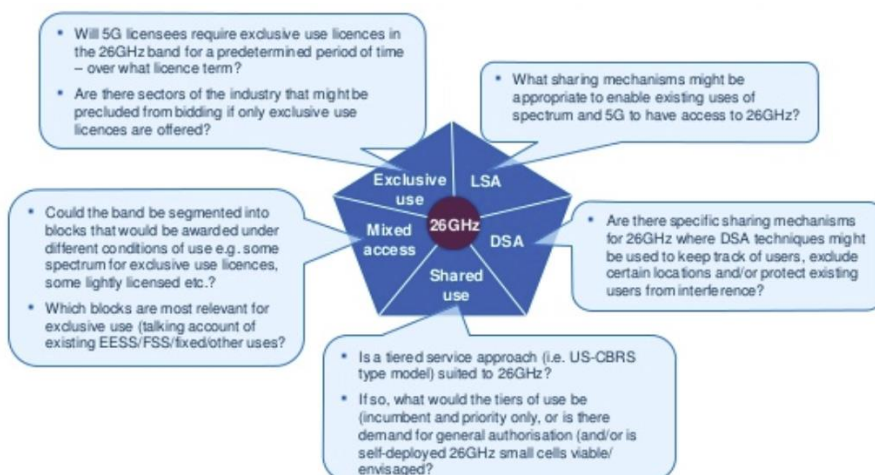 • Will 5G licensees require exclusive use licences in
the 26GHz band for a predetermined period of time
– over what licence term?
• Are there sectors of the industry that might be
precluded from bidding if only exclusive use
licences are offered?
• What sharing mechanisms might be
appropriate to enable existing uses of
spectrum and 5G to have access to 26GHz?
Exclusive
use
LSA
26GHz
Mixed
access
DSA
Shared
use
• Could the band be segmented into
blocks that would be awarded under
different conditions of use e.g. some
spectrum for exclusive use licences,
some lightly licensed etc.?
• Which blocks are most relevant for
exclusive use (talking account of
existing EESS/FSS/fixed/other uses?
• Are there specific sharing mechanisms
for 26GHz where DSA techniques might
be used to keep track of users, exclude
certain locations and/or protect existing
users from interference?
• Is a tiered service approach (i.e. US-CBRS
type model) suited to 26GHz?
• If so, what would the tiers of use be
(incumbent and priority only, or is there
demand for general authorisation (and/or is
self-deployed 26GHz small cells viable/
envisaged?